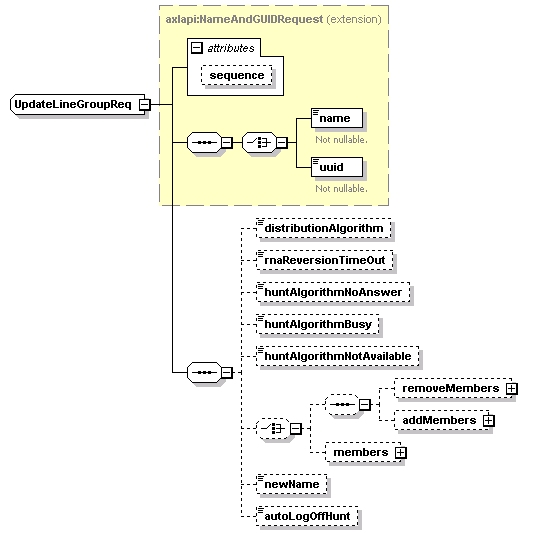 axlapi:NameAndGUIDRequest (extension)
attributes
sequence
UpdateLineGroupReq
name
Not nullable.
uuid
Not nullable.
distributionAlgorithm
rnaReversionTimeOut
huntAlgorithmNoAnswer
huntAlgorithmBusy
huntAlgorithmNotAvailable
removeMembers
addMembers
members
newName
autoLogOffHunt